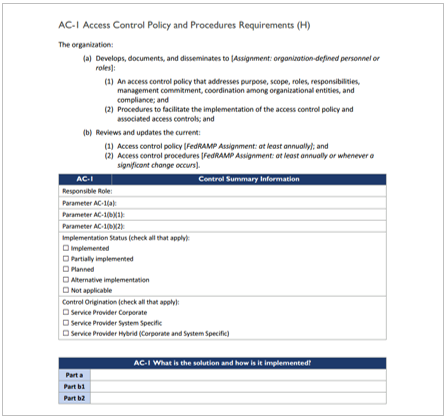 AC-1 Access Control Policy and Procedures Requirements (H)
The organization:
(a) Develops, documents, and disseminates to [Assignment: organization-defined personnel or
roles]:
(1) An access control policy that addresses purpose, scope, roles, responsibilities,
management commitment, coordination among organizational entities, and
compliance; and
(2) Procedures to facilitate the implementation of the access control policy and
associated access controls; and
(b) Reviews and updates the current:
(1) Access control policy [FedRAMP Assignment: at least annually]; and
(2) Access control procedures [FedRAMP Assignment: at least annually or whenever a
significant change occurs].
AC-1 Control Summary Information
Responsible Role:
Parameter AC-1(a):
Parameter AC-1(b)(1):
Parameter AC-1(b)(2):
Implementation Status (check all that apply):
☐ Implemented
☐ Partially implemented
☐ Planned
☐ Alternative implementation
☐ Not applicable
Control Origination (check all that apply):
☐ Service Provider Corporate
☐ Service Provider System Specific
☐ Service Provider Hybrid (Corporate and System Specific)
AC-1 What is the solution and how is it implemented?
Part a
Part b1
Part b2